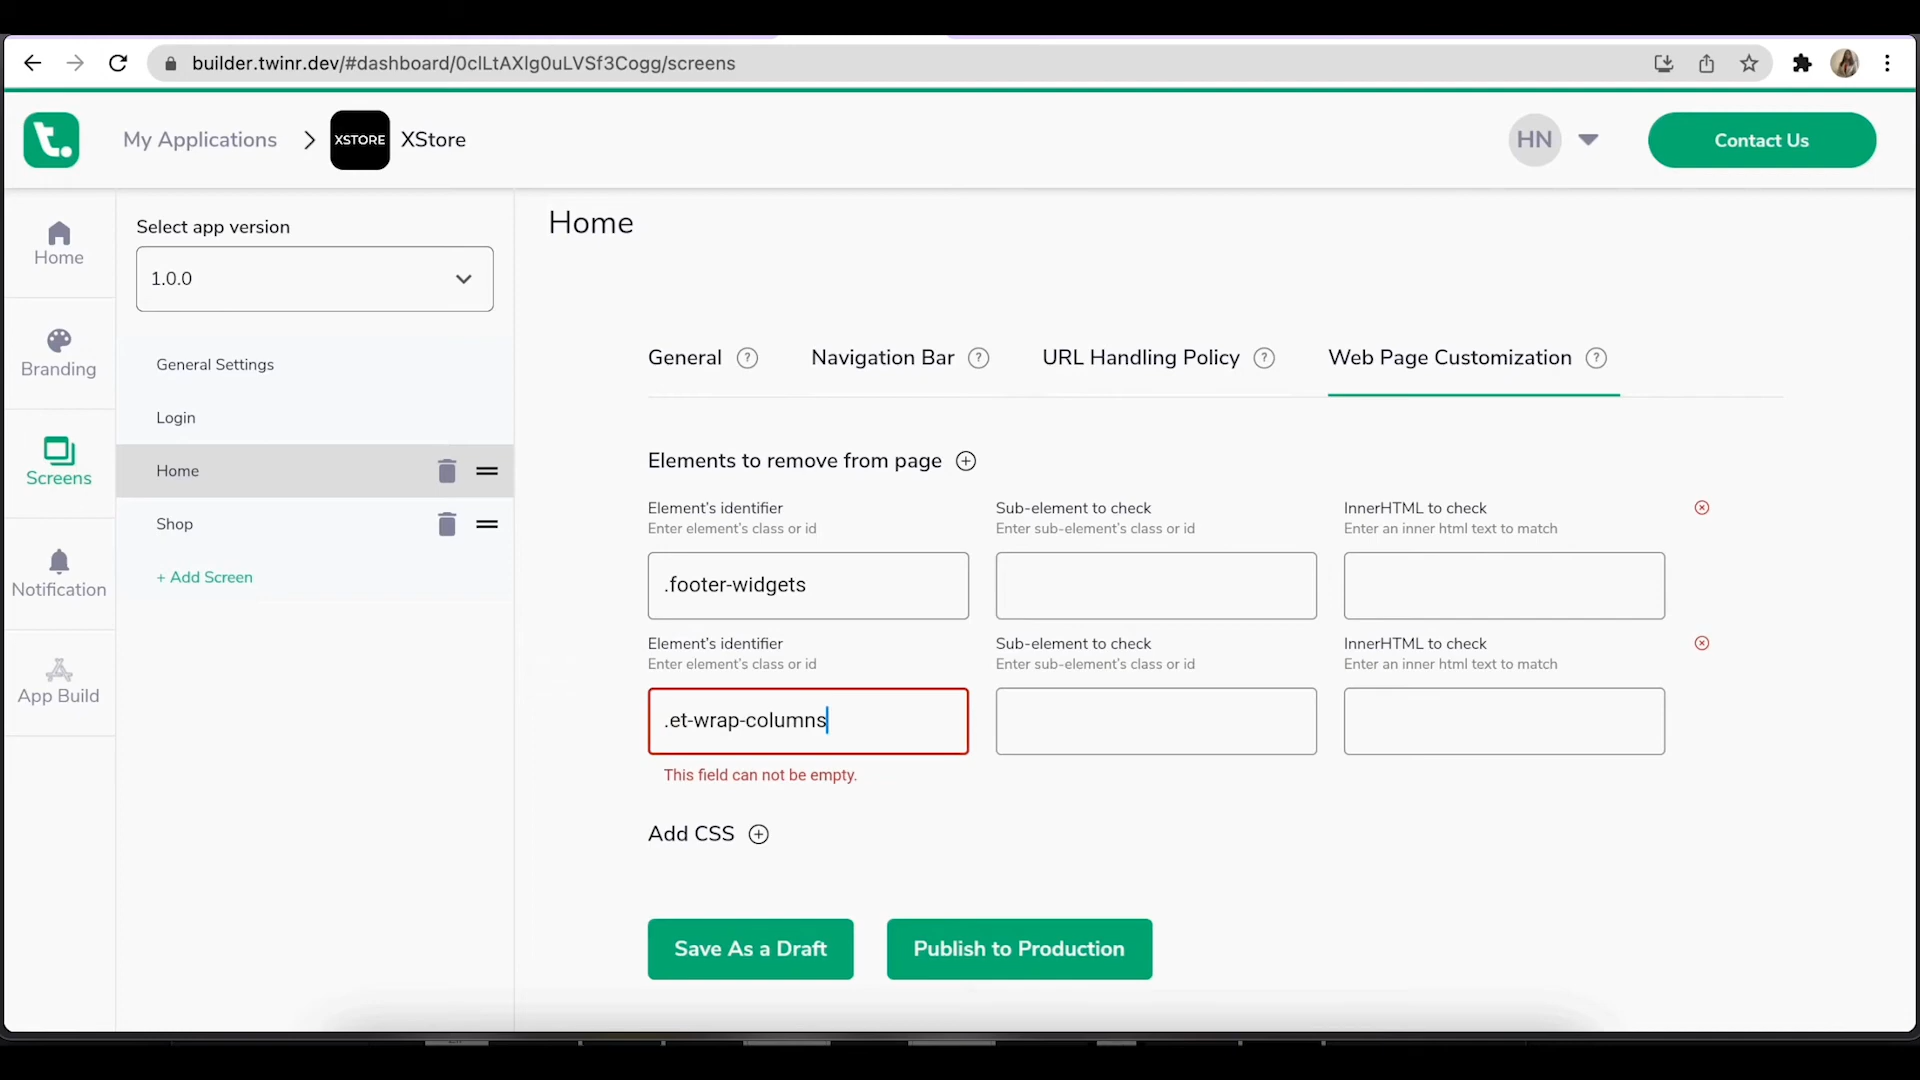 builder.twinr.dev/#dashboard/0clLtAXlg0uLVSf3Cogg/screens
t.
My Applications
XSTORE
XStore
HN
Contact Us
Home
Branding
Screens
Notification
App Build
Select app version
1.0.0
General Settings
Login
Home
Shop
+ Add Screen
Home
General ?
Navigation Bar ?
URL Handling Policy ?
Web Page Customization ?
Elements to remove from page
Element's identifier
Enter element's class or id
Sub-element to check
Enter sub-element's class or id
InnerHTML to check
Enter an inner html text to match
.footer-widgets
Element's identifier
Enter element's class or id
Sub-element to check
Enter sub-element's class or id
InnerHTML to check
Enter an inner html text to match
.et-wrap-columns
This field can not be empty.
Add CSS
Save As a Draft
Publish to Production